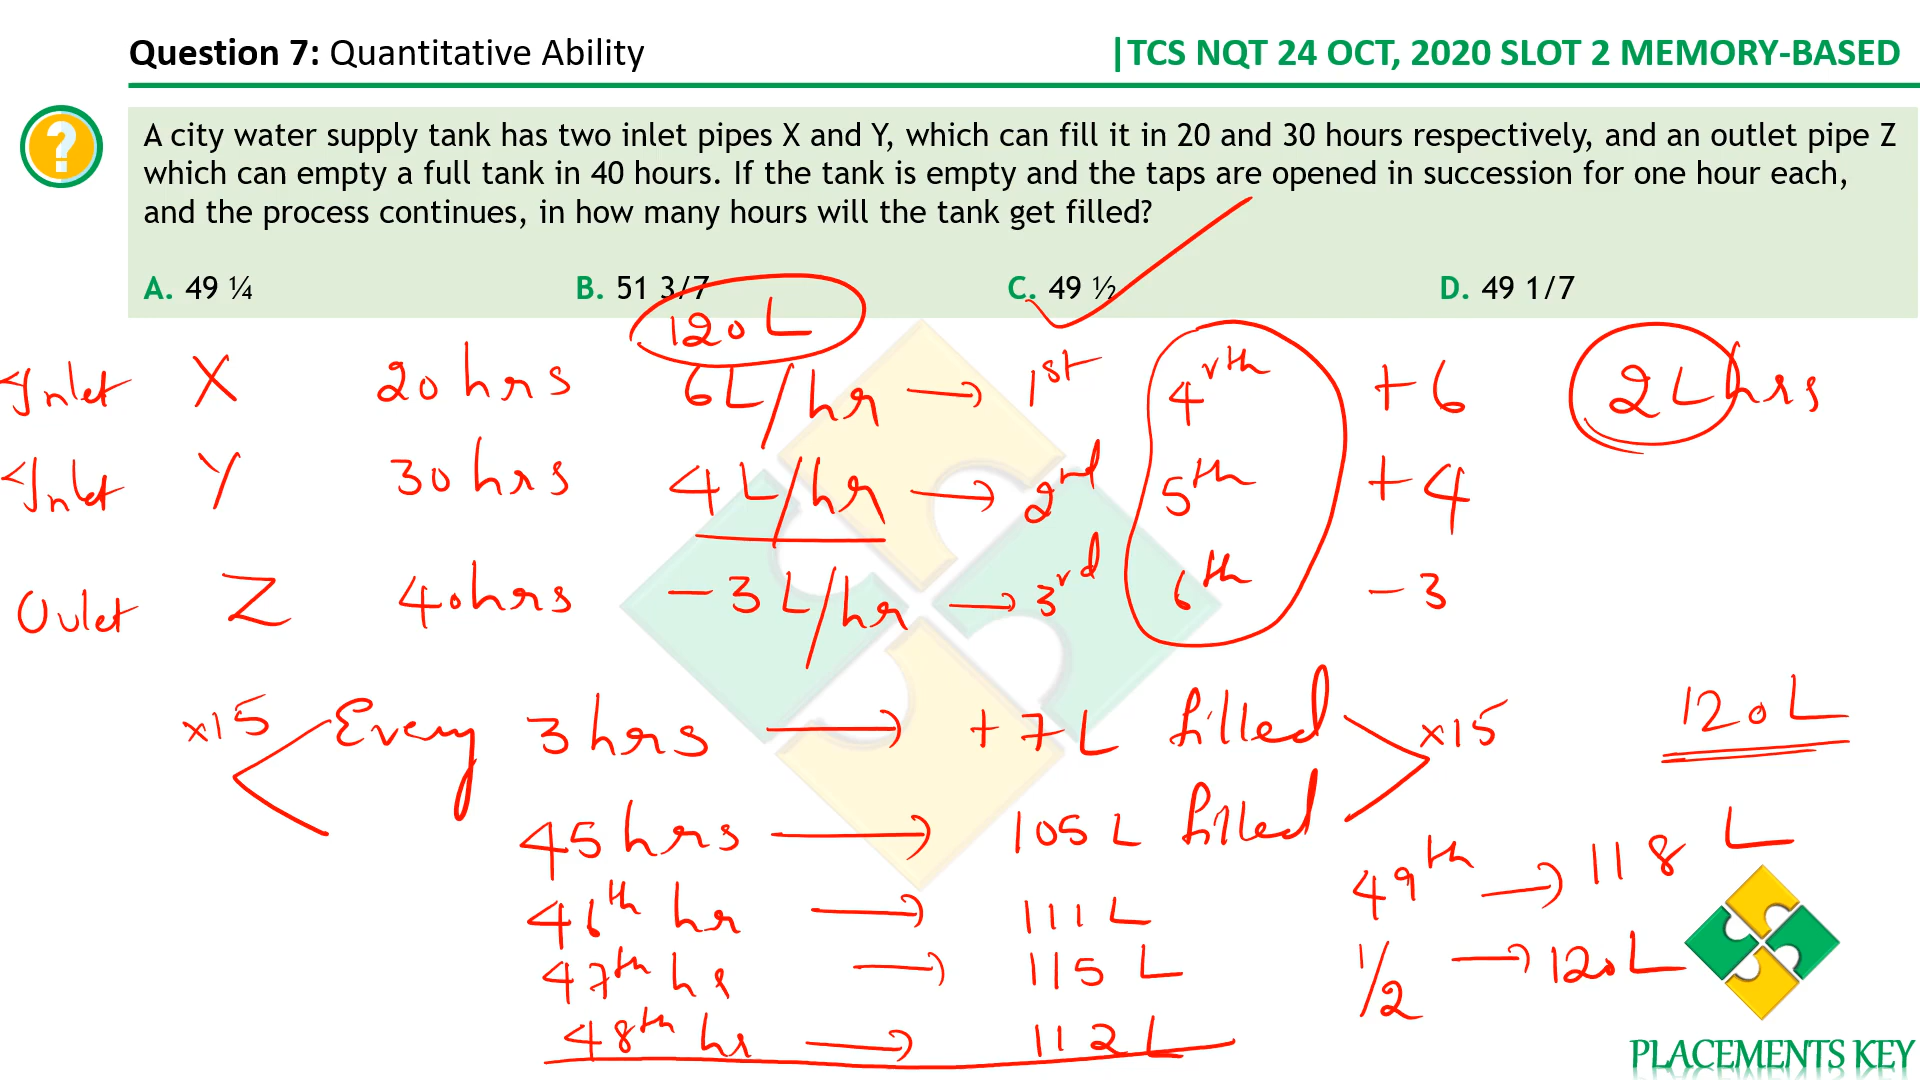 Question 7: Quantitative Ability
|TCS NQT 24 OCT, 2020 SLOT 2 MEMORY-BASED
?
A city water supply tank has two inlet pipes X and Y, which can fill it in 20 and 30 hours respectively, and an outlet pipe Z
which can empty a full tank in 40 hours. If the tank is empty and the taps are opened in succession for one hour each,
and the process continues, in how many hours will the tank get filled?
A. 49 ¼ B. 51 3/7 C. 49 ½ D. 49 1/7
120 L
Inlet X 20 hrs 6L/hr → 1st 4rth +6 2L hrs
Inlet Y 30 hrs 4L/hr → 2nd 5th +4
Oulet Z 40hrs -3L/hr → 3rd 6th -3
×15 Every 3 hrs → +7L filled ×15 120L
45 hrs → 105 L filled
46th hr → 111 L
47th hr → 115 L
48th hr → 112 L
49th → 118 L
1/2 → 120L
PLACEMENTS KEY